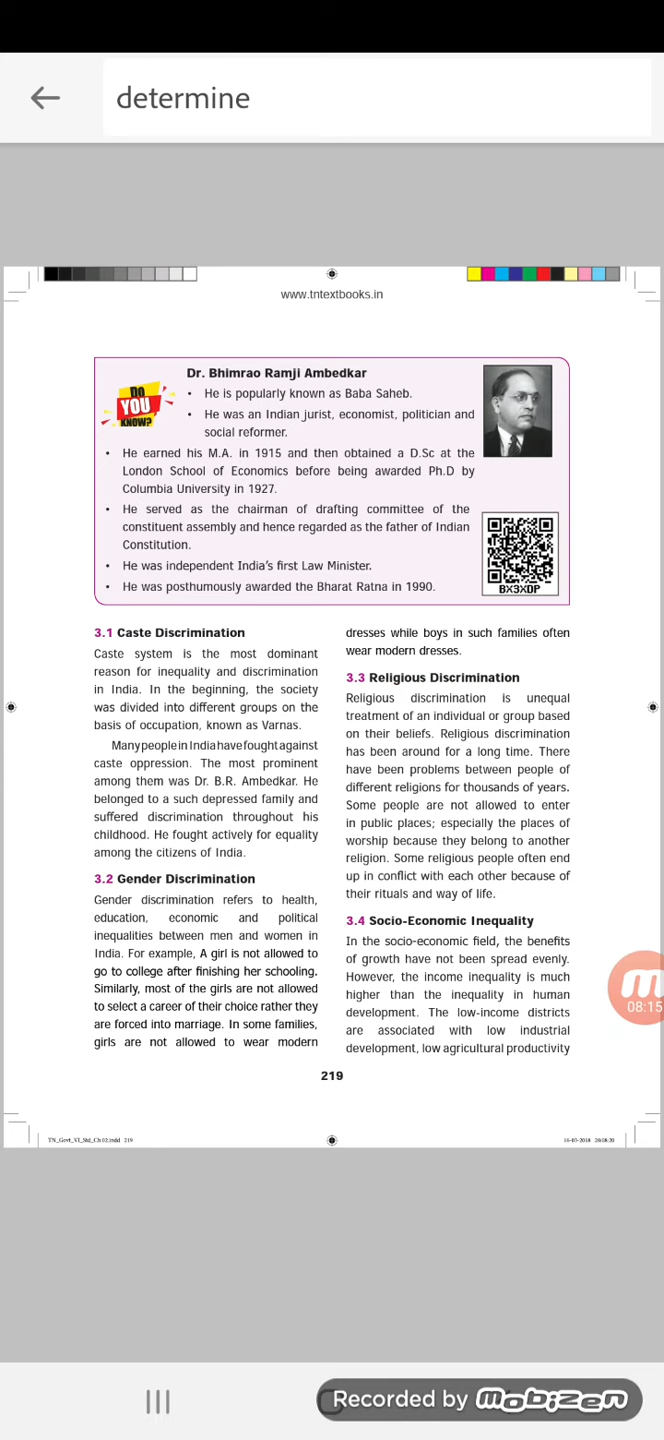 determine
www.tntextbooks.in
Dr. Bhimrao Ramji Ambedkar
DO
YOU
KNOW?
• He is popularly known as Baba Saheb.
• He was an Indian jurist, economist, politician and
social reformer.
• He earned his M.A. in 1915 and then obtained a D.Sc at the
London School of Economics before being awarded Ph.D by
Columbia University in 1927.
• He served as the chairman of drafting committee of the
constituent assembly and hence regarded as the father of Indian
Constitution.
• He was independent India's first Law Minister.
• He was posthumously awarded the Bharat Ratna in 1990.
BX3XDP
3.1 Caste Discrimination
Caste system is the most dominant
reason for inequality and discrimination
in India. In the beginning, the society
was divided into different groups on the
basis of occupation, known as Varnas.
Many people in India have fought against
caste oppression. The most prominent
among them was Dr. B.R. Ambedkar. He
belonged to a such depressed family and
suffered discrimination throughout his
childhood. He fought actively for equality
among the citizens of India.
3.2 Gender Discrimination
Gender discrimination refers to health,
education, economic and political
inequalities between men and women in
India. For example, A girl is not allowed to
go to college after finishing her schooling.
Similarly, most of the girls are not allowed
to select a career of their choice rather they
are forced into marriage. In some families,
girls are not allowed to wear modern
dresses while boys in such families often
wear modern dresses.
3.3 Religious Discrimination
Religious discrimination is unequal
treatment of an individual or group based
on their beliefs. Religious discrimination
has been around for a long time. There
have been problems between people of
different religions for thousands of years.
Some people are not allowed to enter
in public places; especially the places of
worship because they belong to another
religion. Some religious people often end
up in conflict with each other because of
their rituals and way of life.
3.4 Socio-Economic Inequality
In the socio-economic field, the benefits
of growth have not been spread evenly.
However, the income inequality is much
higher than the inequality in human
development. The low-income districts
are associated with low industrial
development, low agricultural productivity
08:15
219
TN_Govt_VI_Std_Ch 02.indd 219
Recorded by mobizen